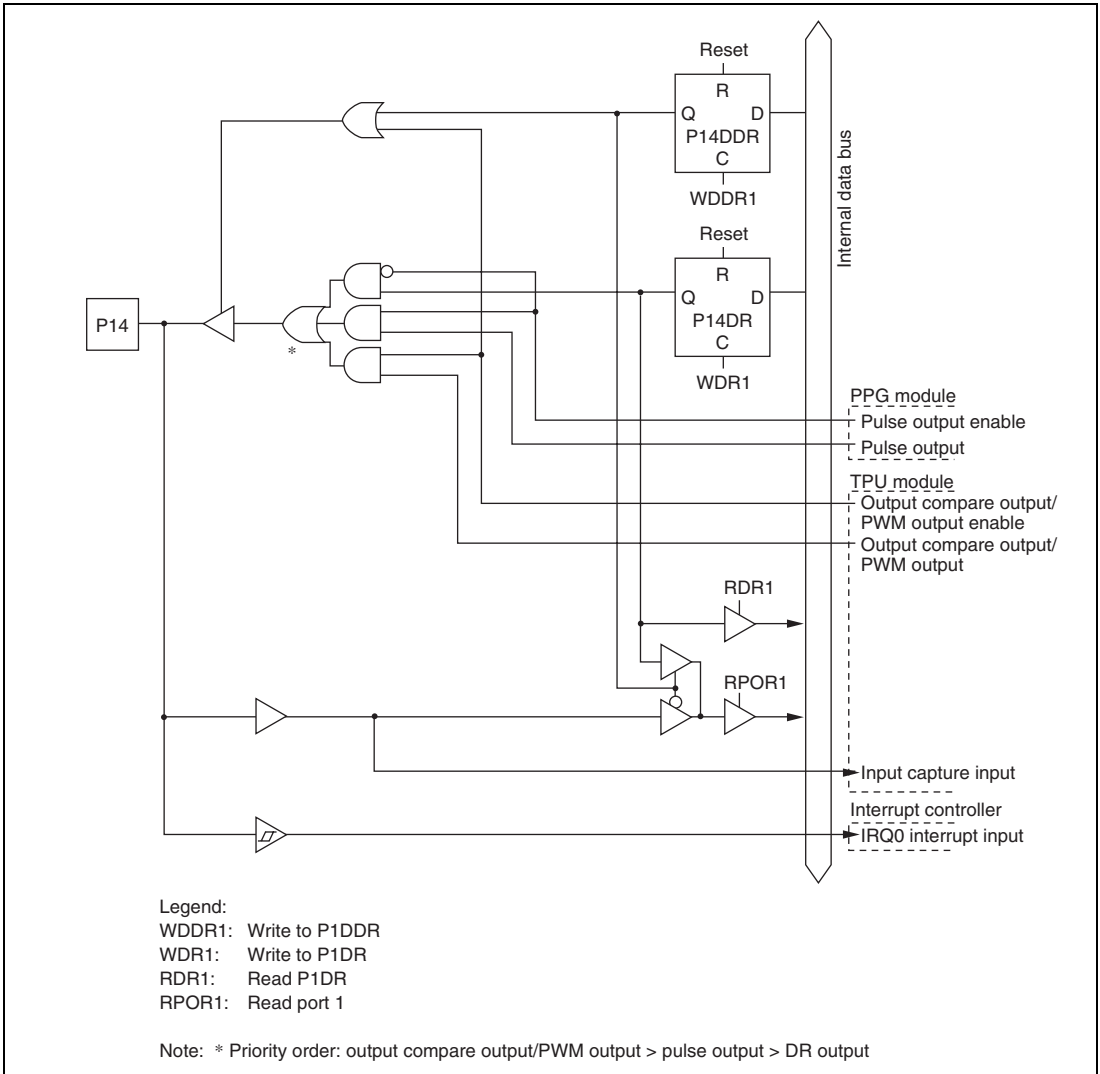 Reset
R
Q D
P14DDR
C
WDDR1
Internal data bus
Reset
R
Q D
P14DR
C
WDR1
P14
*
PPG module
Pulse output enable
Pulse output
TPU module
Output compare output/
PWM output enable
Output compare output/
PWM output
RDR1
RPOR1
Input capture input
Interrupt controller
IRQ0 interrupt input
Legend:
WDDR1: Write to P1DDR
WDR1: Write to P1DR
RDR1: Read P1DR
RPOR1: Read port 1
Note: * Priority order: output compare output/PWM output > pulse output > DR output